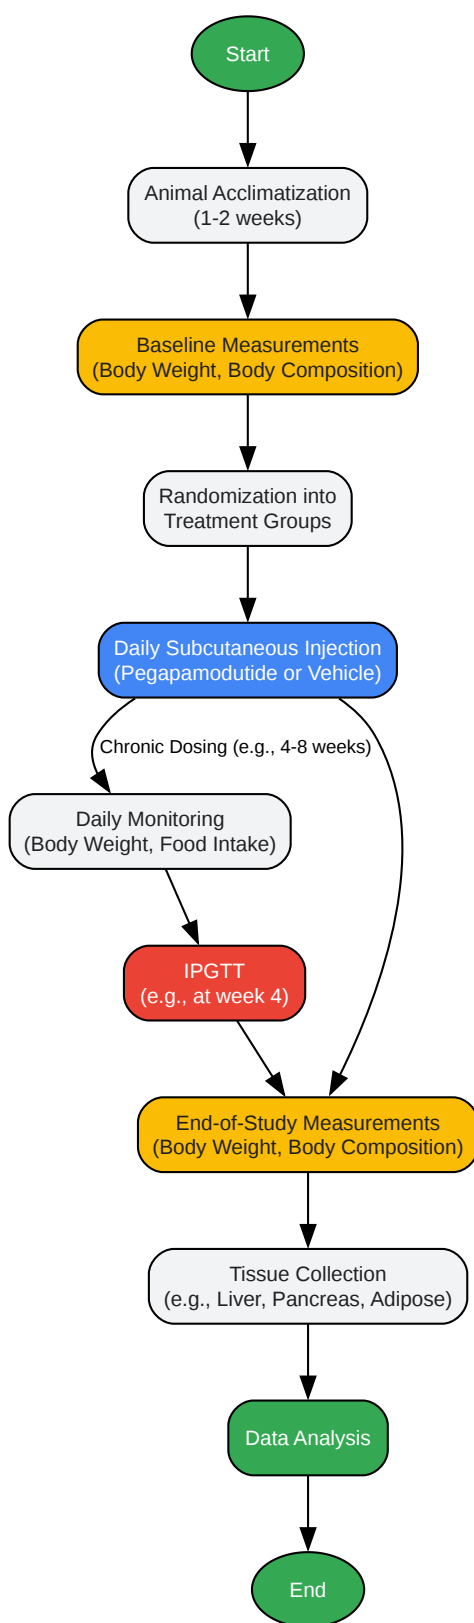 Start
Animal Acclimatization
(1-2 weeks)
Baseline Measurements
(Body Weight, Body Composition)
Randomization into
Treatment Groups
Daily Subcutaneous Injection
(Pegapamodutide or Vehicle)
Chronic Dosing (e.g., 4-8 weeks)
Daily Monitoring
(Body Weight, Food Intake)
IPGTT
(e.g., at week 4)
End-of-Study Measurements
(Body Weight, Body Composition)
Tissue Collection
(e.g., Liver, Pancreas, Adipose)
Data Analysis
End